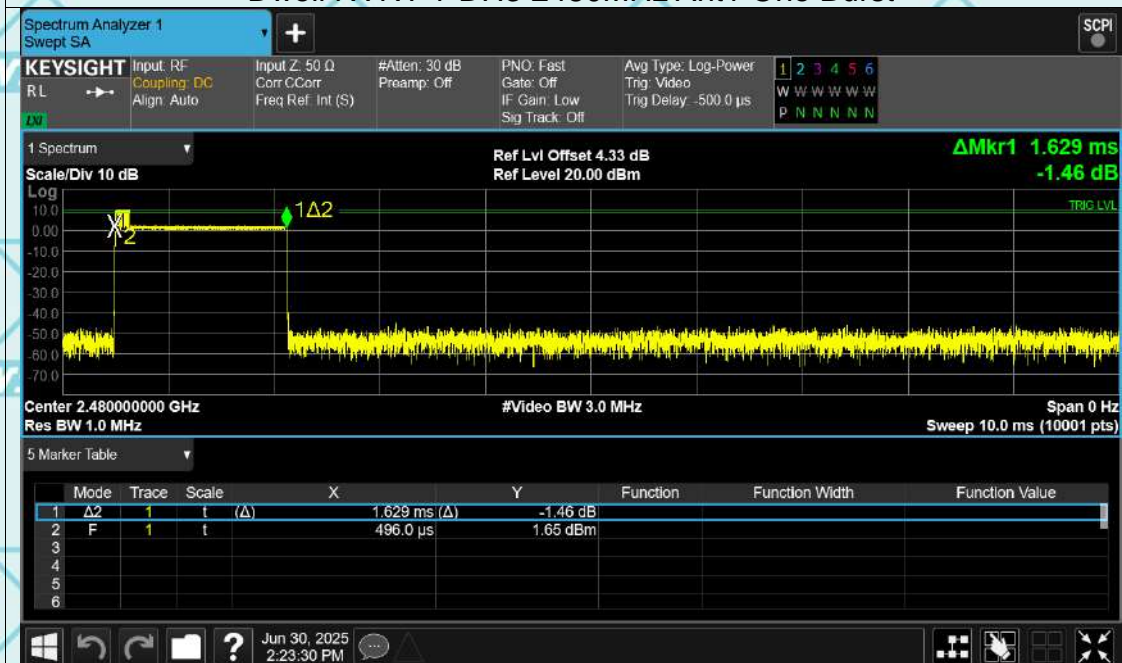 Spectrum Analyzer 1
Swept SA
+
SCPI
KEYSIGHT Input: RF Input Z: 50 Ω #Atten: 30 dB PNO: Fast Avg Type: Log-Power 1 2 3 4 5 6
RL Coupling: DC Corr CCorr Preamp: Off Gate: Off Trig: Video W W W W W W
Align: Auto Freq Ref: Int (S) IF Gain: Low Trig Delay: -500.0 µs P N N N N N
LXI Sig Track: Off
1 Spectrum Ref Lvl Offset 4.33 dB ΔMkr1 1.629 ms
Scale/Div 10 dB Ref Level 20.00 dBm -1.46 dB
Log
10.0 1Δ2 TRIG LVL
0.00 2
-10.0
-20.0
-30.0
-40.0
-50.0
-60.0
-70.0
Center 2.480000000 GHz #Video BW 3.0 MHz Span 0 Hz
Res BW 1.0 MHz Sweep 10.0 ms (10001 pts)
5 Marker Table
Mode Trace Scale X Y Function Function Width Function Value
1 Δ2 1 t (Δ) 1.629 ms (Δ) -1.46 dB
2 F 1 t 496.0 µs 1.65 dBm
3
4
5
6
? Jun 30, 2025
2:23:30 PM